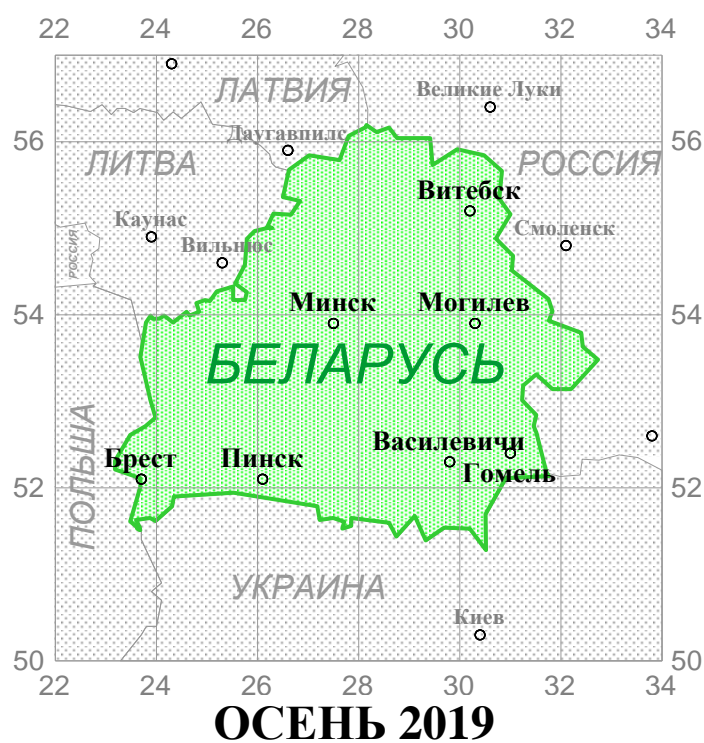 22 24 26 28 30 32 34
ЛАТВИЯ
Великие Луки
56 56
Даугавпилс
ЛИТВА
РОССИЯ
Витебск
Каунас
Смоленск
Вильнюс
РОССИЯ
54 54
Минск
Могилев
БЕЛАРУСЬ
ПОЛЬША
Василевичи
Брест
Пинск
Гомель
52 52
УКРАИНА
Киев
50 50
22 24 26 28 30 32 34
ОСЕНЬ 2019